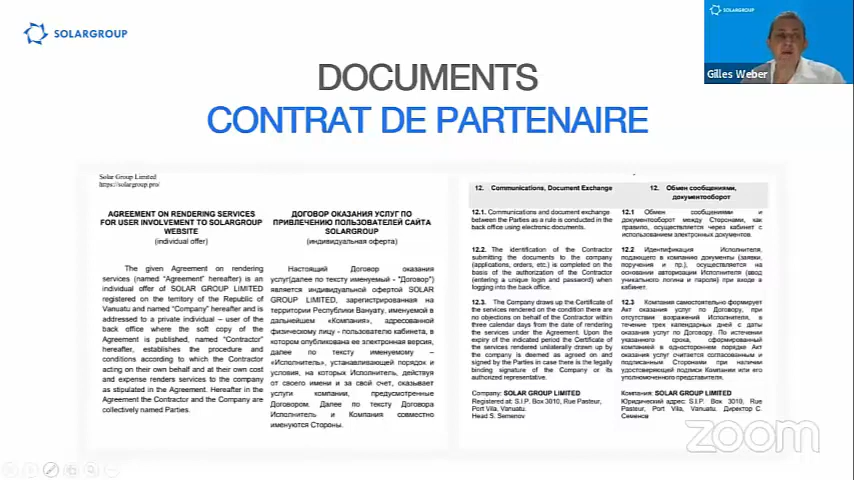 SOLARGROUP
Gilles Weber
DOCUMENTS
CONTRAT DE PARTENAIRE
Solar Group Limited
https://solargroup.pro/
AGREEMENT ON RENDERING SERVICES
FOR USER INVOLVEMENT TO SOLARGROUP
WEBSITE
(individual offer)
The given Agreement on rendering
services (named "Agreement" hereafter) is an
individual offer of SOLAR GROUP LIMITED
registered on the territory of the Republic of
Vanuatu and named "Company" hereafter and is
addressed to a private individual – user of the
back office where the soft copy of the
Agreement is published, named "Contractor"
hereafter, establishes the procedure and
conditions according to which the Contractor
acting on their own behalf and at their own cost
and expense renders services to the company
as stipulated in the Agreement. Hereafter in the
Agreement the Contractor and the Company are
collectively named Parties.
ДОГОВОР ОКАЗАНИЯ УСЛУГ ПО
ПРИВЛЕЧЕНИЮ ПОЛЬЗОВАТЕЛЕЙ САЙТА
SOLARGROUP
(индивидуальная оферта)
Настоящий Договор оказания
услуг(далее по тексту именуемый - "Договор")
является индивидуальной офертой SOLAR
GROUP LIMITED, зарегистрированная на
территории Республики Вануату, именуемой в
дальнейшем «Компания», адресованной
физическому лицу - пользователю кабинета, в
котором опубликована ее электронная версия,
далее по тексту именуемому –
«Исполнитель», устанавливающей порядок и
условия, на которых Исполнитель, действуя
от своего имени и за свой счет, оказывает
услуги компании, предусмотренные
Договором. Далее по тексту Договора
Исполнитель и Компания совместно
именуются Стороны.
12. Communications, Document Exchange
12.1. Communications and document exchange
between the Parties as a rule is conducted in the
back office using electronic documents.
12.2. The identification of the Contractor
submitting the documents to the company
(applications, orders, etc.) is completed on the
basis of the authorization of the Contractor
(entering a unique login and password) when
logging into the back office.
12.3. The Company draws up the Certificate of
the services rendered on the condition there are
no objections on behalf of the Contractor within
three calendar days from the date of rendering
the services under the Agreement. Upon the
expiry of the indicated period the Certificate of
the services rendered unilaterally drawn up by
the company is deemed as agreed on and
signed by the Parties in case there is the legally
binding signature of the Company or its
authorized representative.
Company: SOLAR GROUP LIMITED
Registered at: S.I.P. Box 3010, Rue Pasteur,
Port Vila, Vanuatu.
Head S. Semenov
12. Обмен сообщениями,
документооборот
12.1 Обмен сообщениями и
документооборот между Сторонами, как
правило, осуществляется через кабинет с
использованием электронных документов.
12.2 Идентификация Исполнителя,
подающего в компанию документы (заявки,
поручения и пр.), осуществляется на
основании авторизации Исполнителя (ввод
уникального логина и пароля) при входе в
кабинет.
12.3 Компания самостоятельно формирует
Акт оказания услуг по Договору, при
отсутствии возражений Исполнителя, в
течение трех календарных дней с даты
оказания услуг по Договору. По истечении
указанного срока, сформированный
компанией в одностороннем порядке Акт
оказания услуг считается согласованным и
подписанным Сторонами при наличии
удостоверяющей подписи Компании или его
уполномоченного представителя.
Компания: SOLAR GROUP LIMITED
Юридический адрес: S.I.P. Box 3010, Rue
Pasteur, Port Vila, Vanuatu. Директор С.
Семенов
zoom